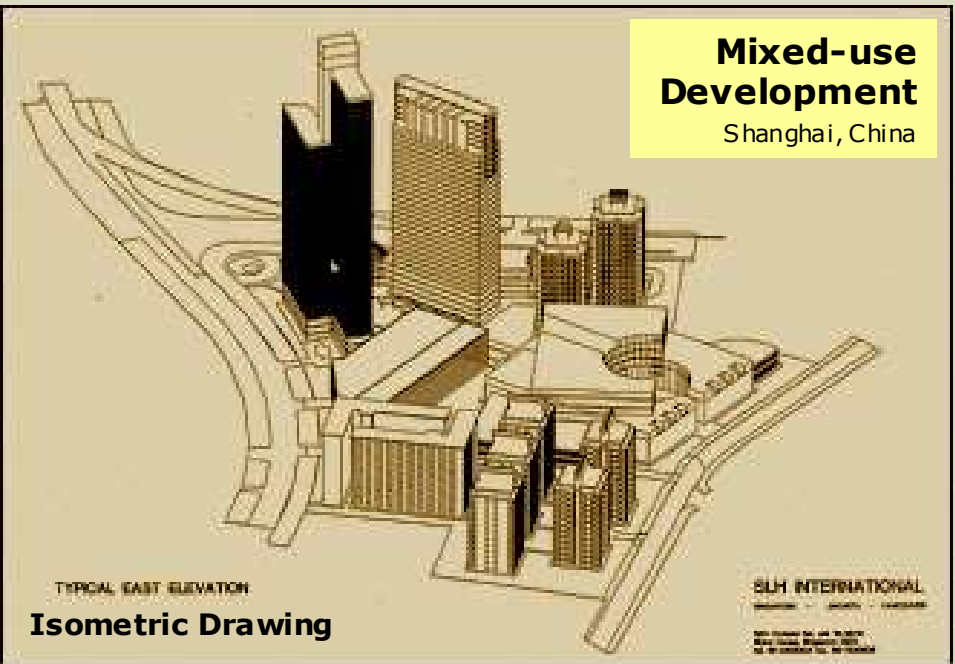 Mixed-use
Development
Shanghai, China
TYPICAL EAST ELEVATION
SLH INTERNATIONAL
Isometric Drawing